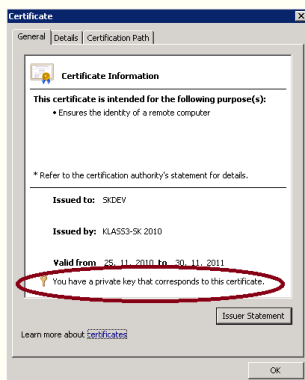 Certificate
General Details Certification Path
Certificate Information
This certificate is intended for the following purpose(s):
• Ensures the identity of a remote computer
* Refer to the certification authority's statement for details.
Issued to: SKDEV
Issued by: KLASS3-SK 2010
Valid from 25. 11. 2010 to 30. 11. 2011
You have a private key that corresponds to this certificate.
Issuer Statement
Learn more about certificates
OK